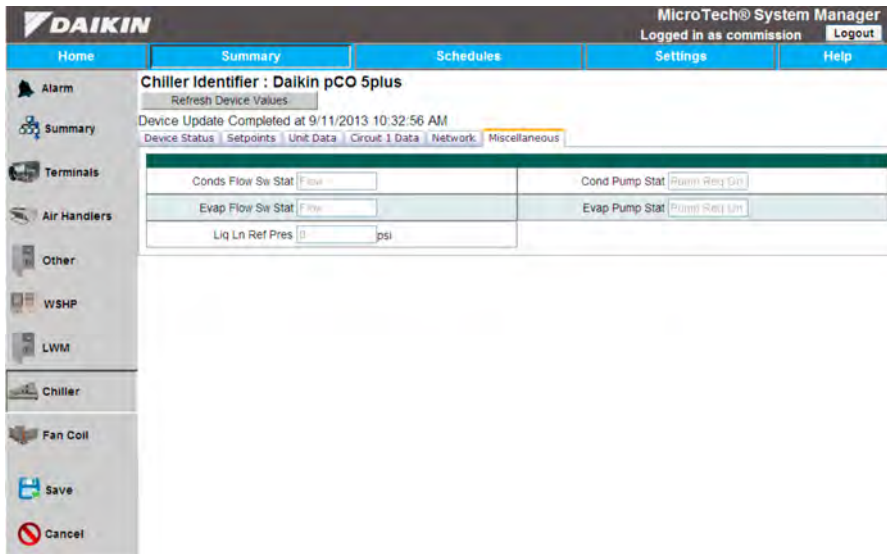 DAIKIN
MicroTech® System Manager
Logged in as commission Logout
Home Summary Schedules Settings Help
Alarm
Summary
Terminals
Air Handlers
Other
WSHP
LWM
Chiller
Fan Coil
Save
Cancel
Chiller Identifier : Daikin pCO 5plus
Refresh Device Values
Device Update Completed at 9/11/2013 10:32:56 AM
Device Status Setpoints Unit Data Circuit 1 Data Network Miscellaneous
Conds Flow Sw Stat Flow Cond Pump Stat Pump Req On
Evap Flow Sw Stat Flow Evap Pump Stat Pump Req On
Liq Ln Ref Pres 0 psi